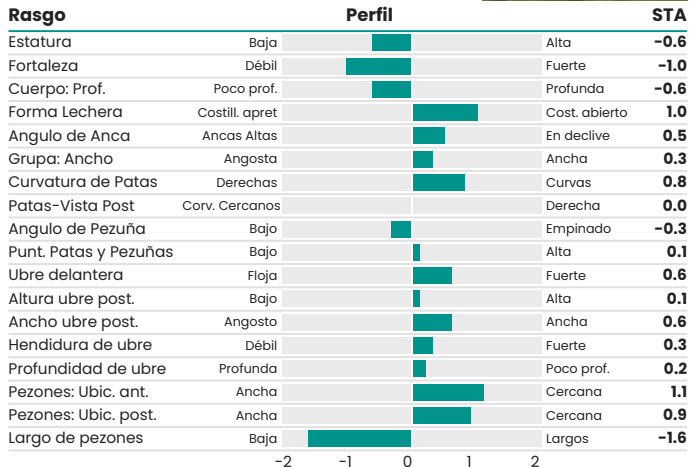 Rasgo Perfil STA
Estatura Baja Alta -0.6
Fortaleza Débil Fuerte -1.0
Cuerpo: Prof. Poco prof. Profunda -0.6
Forma Lechera Costill. apret Cost. abierto 1.0
Angulo de Anca Ancas Altas En declive 0.5
Grupa: Ancho Angosta Ancha 0.3
Curvatura de Patas Derechas Curvas 0.8
Patas-Vista Post Corv. Cercanos Derecha 0.0
Angulo de Pezuña Bajo Empinado -0.3
Punt. Patas y Pezuñas Bajo Alta 0.1
Ubre delantera Floja Fuerte 0.6
Altura ubre post. Bajo Alta 0.1
Ancho ubre post. Angosto Ancha 0.6
Hendidura de ubre Débil Fuerte 0.3
Profundidad de ubre Profunda Poco prof. 0.2
Pezones: Ubic. ant. Ancha Cercana 1.1
Pezones: Ubic. post. Ancha Cercana 0.9
Largo de pezones Baja Largos -1.6
-2 -1 0 1 2